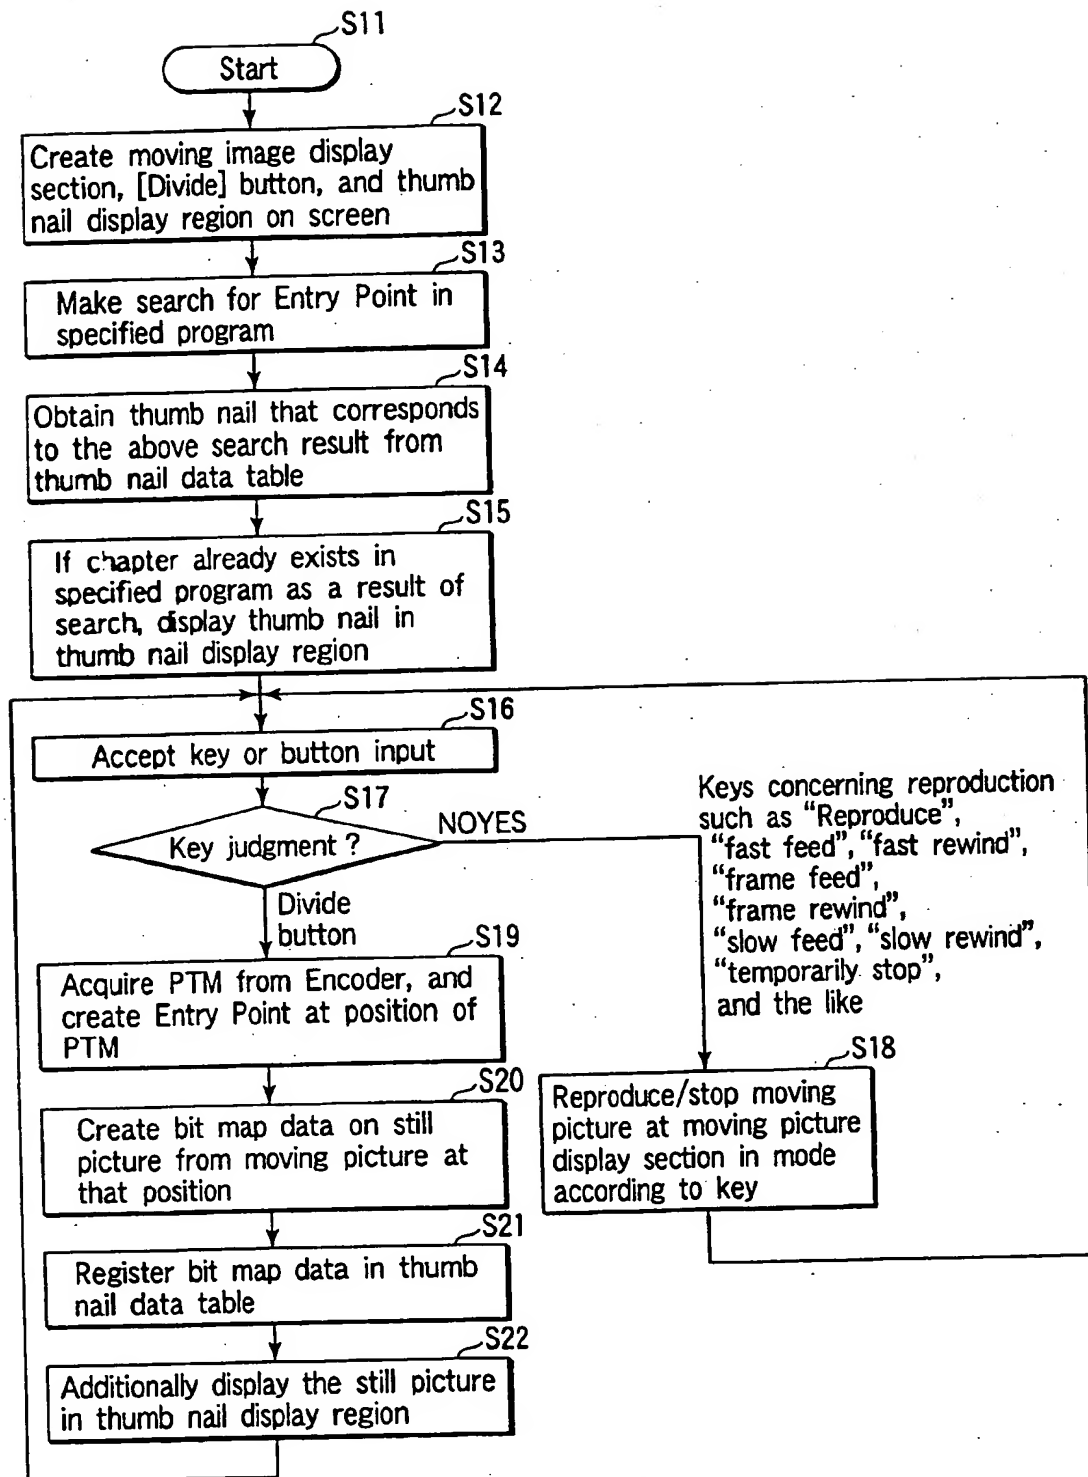 S11
Start
S12
Create moving image display
section, [Divide] button, and thumb
nail display region on screen
S13
Make search for Entry Point in
specified program
S14
Obtain thumb nail that corresponds
to the above search result from
thumb nail data table
S15
If chapter already exists in
specified program as a result of
search, display thumb nail in
thumb nail display region
S16
Accept key or button input
S17
Key judgment ?
NOYES
Keys concerning reproduction
such as “Reproduce”,
“fast feed”, “fast rewind”,
“frame feed”,
“frame rewind”,
“slow feed”, “slow rewind”,
“temporarily stop”,
and the like
Divide
button
S19
Acquire PTM from Encoder, and
create Entry Point at position of
PTM
S18
Reproduce/stop moving
picture at moving picture
display section in mode
according to key
S20
Create bit map data on still
picture from moving picture at
that position
S21
Register bit map data in thumb
nail data table
S22
Additionally display the still picture
in thumb nail display region